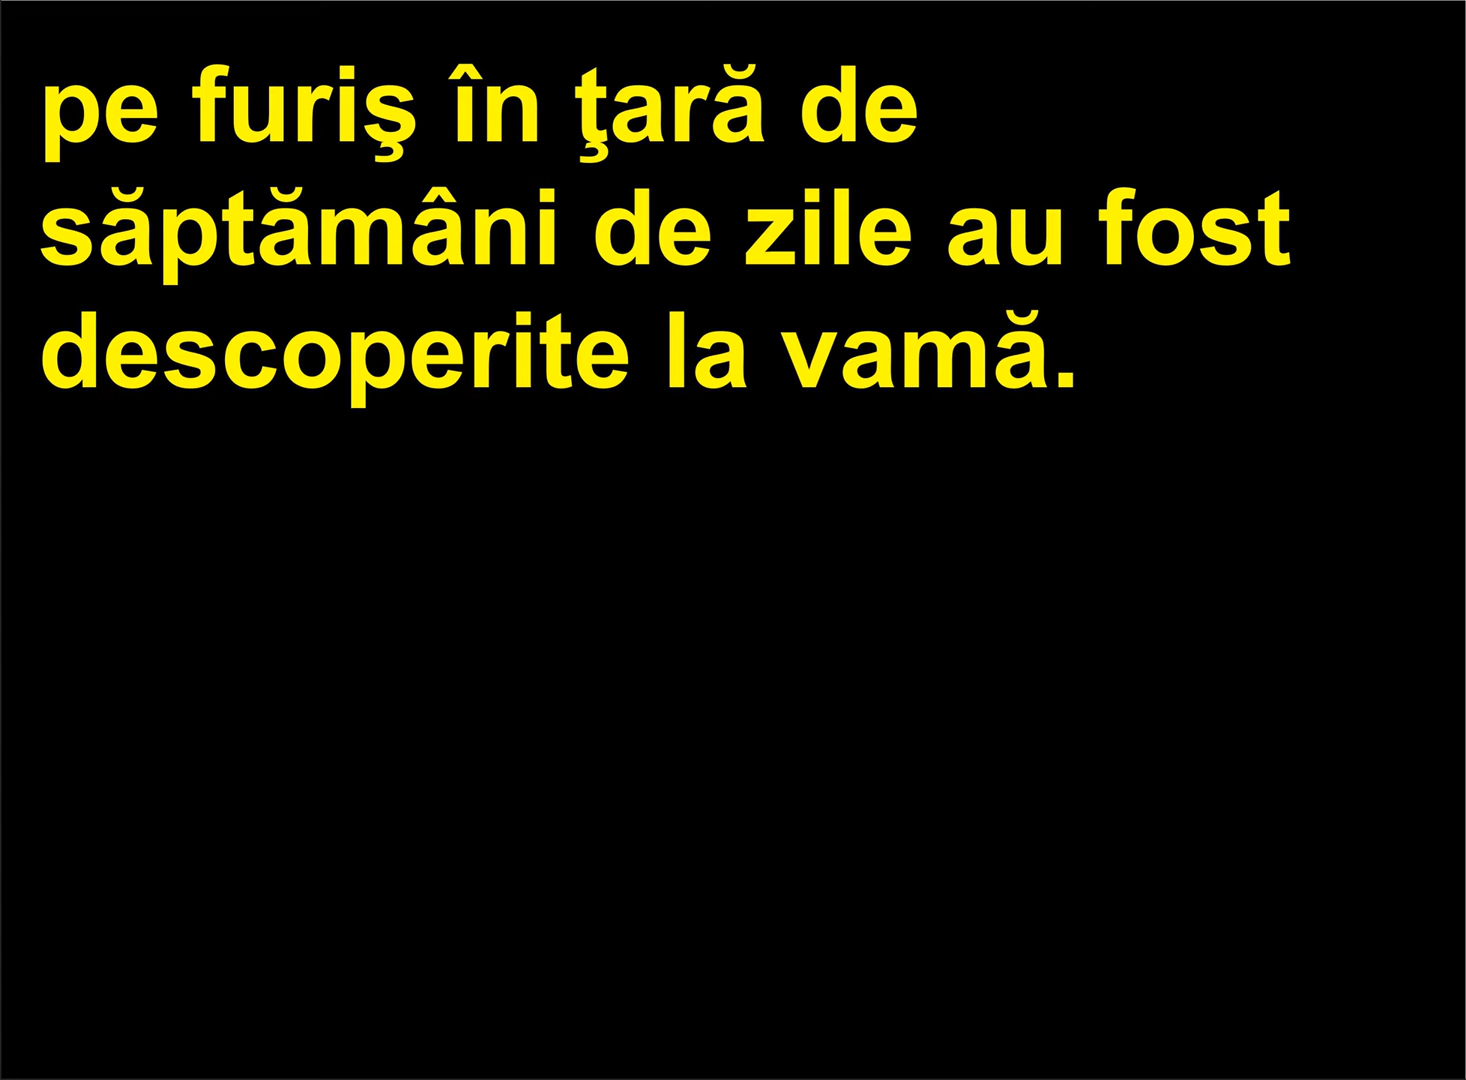 pe furiş în ţară de
săptămâni de zile au fost
descoperite la vamă.